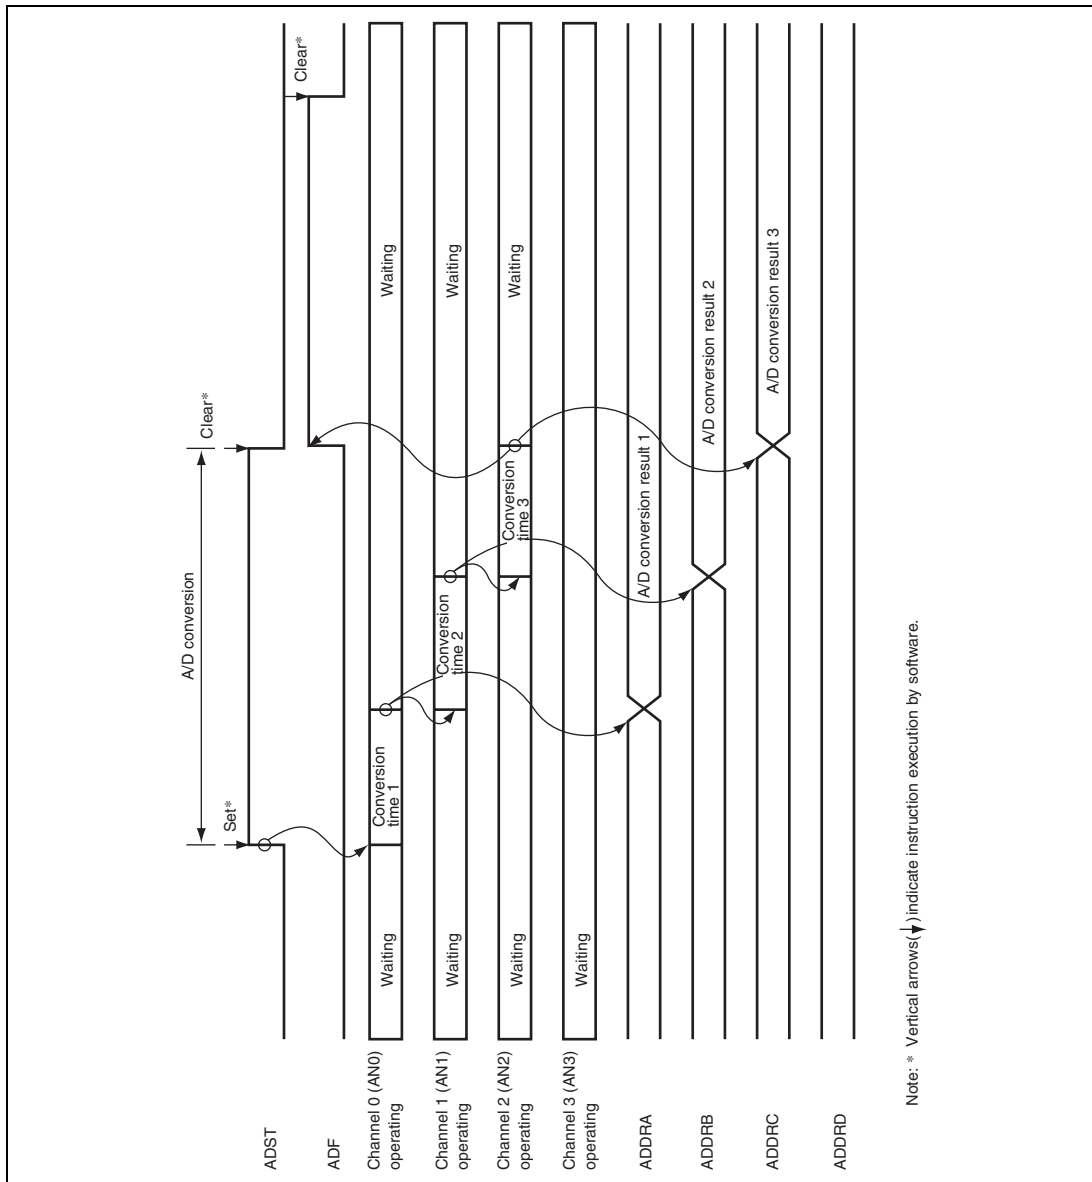 A/D conversion
Set*
Clear*
Clear*
ADST
ADF
Channel 0 (AN0)
operating
Waiting
Conversion
time 1
Waiting
Channel 1 (AN1)
operating
Waiting
Conversion
time 2
Waiting
Channel 2 (AN2)
operating
Waiting
Conversion
time 3
Waiting
Channel 3 (AN3)
operating
Waiting
ADDRA
A/D conversion result 1
ADDRB
A/D conversion result 2
ADDRC
A/D conversion result 3
ADDRD
Note: * Vertical arrows(↓) indicate instruction execution by software.